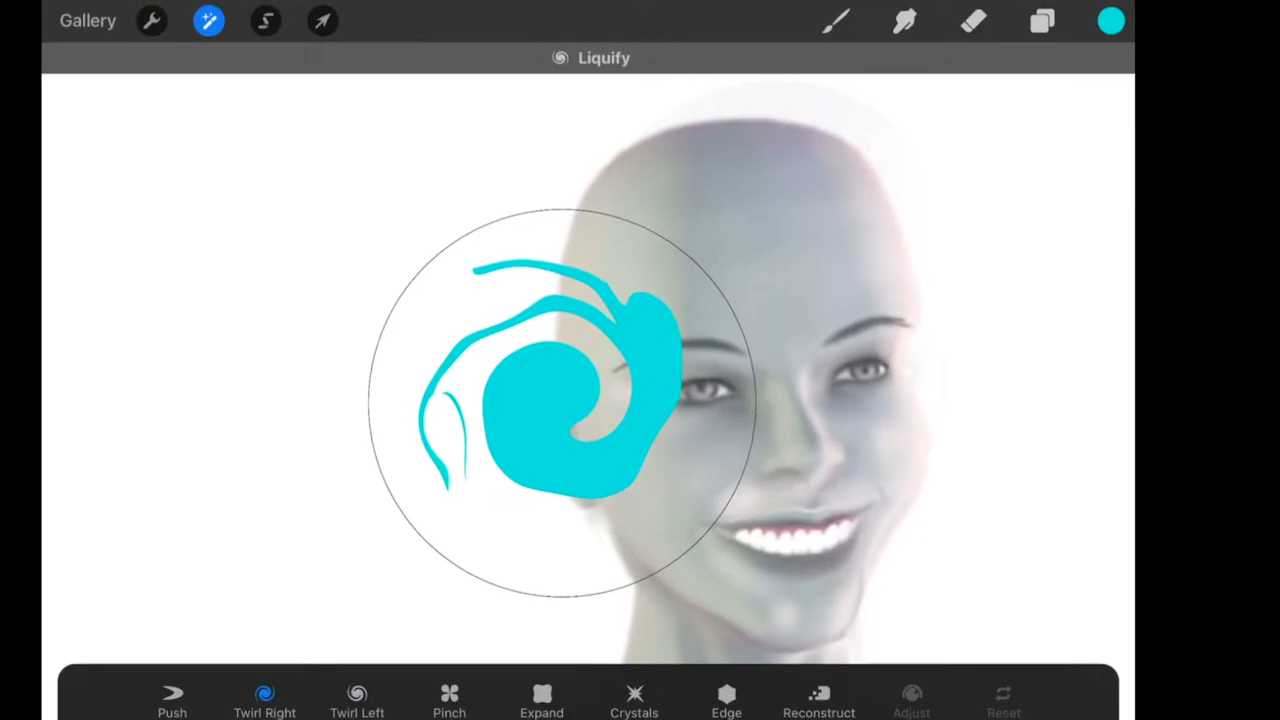 Gallery
Liquify
Push Twirl Right Twirl Left Pinch Expand Crystals Edge Reconstruct Adjust Reset